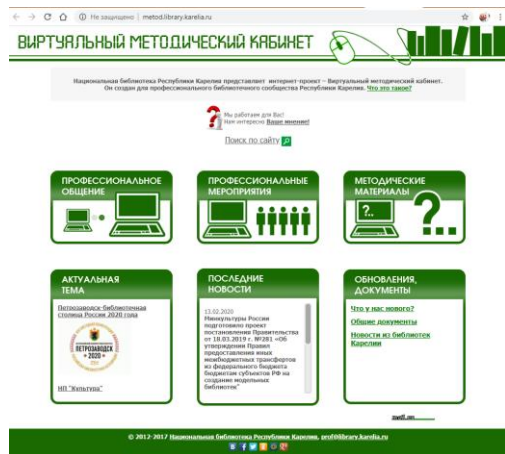 Не защищено | metod.library.karelia.ru
ВИРТУАЛЬНЫЙ МЕТОДИЧЕСКИЙ КАБИНЕТ
Национальная библиотека Республики Карелия представляет интернет-проект – Виртуальный методический кабинет.
Он создан для профессионального библиотечного сообщества Республики Карелия. Что это такое?
Мы работаем для Вас!
Нам интересно Ваше мнение!
Поиск по сайту
ПРОФЕССИОНАЛЬНОЕ
ОБЩЕНИЕ
ПРОФЕССИОНАЛЬНЫЕ
МЕРОПРИЯТИЯ
МЕТОДИЧЕСКИЕ
МАТЕРИАЛЫ
?..
?..
АКТУАЛЬНАЯ
ТЕМА
Петрозаводск-библиотечная
столица России 2020 года
ПЕТРОЗАВОДСК
• 2020 •
НП "Культура"
ПОСЛЕДНИЕ
НОВОСТИ
13.02.2020
Минкультуры России
подготовило проект
постановления Правительства
от 18.03.2019 г. №281 «Об
утверждении Правил
предоставления иных
межбюджетных трансфертов
из федерального бюджета
бюджетам субъектов РФ на
создание модельных
библиотек"
ОБНОВЛЕНИЯ,
ДОКУМЕНТЫ
Что у нас нового?
Общие документы
Новости из библиотек
Карелии
© 2012-2017 Национальная библиотека Республики Карелия, prof@library.karelia.ru